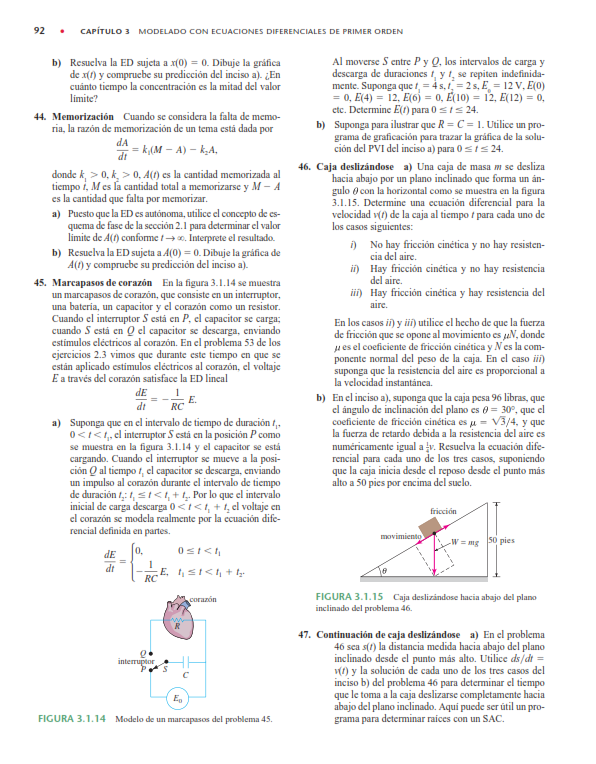 92 • CAPÍTULO 3 MODELADO CON ECUACIONES DIFERENCIALES DE PRIMER ORDEN
b) Resuelva la ED sujeta a x(0) = 0. Dibuje la gráfica
de x(t) y compruebe su predicción del inciso a). ¿En
cuánto tiempo la concentración es la mitad del valor
límite?
44. Memorización Cuando se considera la falta de memo-
ria, la razón de memorización de un tema está dada por
dA/dt = k₁(M − A) − k₂A,
donde k₁ > 0, k₂ > 0, A(t) es la cantidad memorizada al
tiempo t, M es la cantidad total a memorizarse y M − A
es la cantidad que falta por memorizar.
a) Puesto que la ED es autónoma, utilice el concepto de es-
quema de fase de la sección 2.1 para determinar el valor
límite de A(t) conforme t → ∞. Interprete el resultado.
b) Resuelva la ED sujeta a A(0) = 0. Dibuje la gráfica de
A(t) y compruebe su predicción del inciso a).
45. Marcapasos de corazón En la figura 3.1.14 se muestra
un marcapasos de corazón, que consiste en un interruptor,
una batería, un capacitor y el corazón como un resistor.
Cuando el interruptor S está en P, el capacitor se carga;
cuando S está en Q el capacitor se descarga, enviando
estímulos eléctricos al corazón. En el problema 53 de los
ejercicios 2.3 vimos que durante este tiempo en que se
están aplicado estímulos eléctricos al corazón, el voltaje
E a través del corazón satisface la ED lineal
dE/dt = − 1/RC E.
a) Suponga que en el intervalo de tiempo de duración t₁,
0 < t < t₁, el interruptor S está en la posición P como
se muestra en la figura 3.1.14 y el capacitor se está
cargando. Cuando el interruptor se mueve a la posi-
ción Q al tiempo t₁ el capacitor se descarga, enviando
un impulso al corazón durante el intervalo de tiempo
de duración t₂: t₁ ≤ t < t₁ + t₂. Por lo que el intervalo
inicial de carga descarga 0 < t < t₁ + t₂ el voltaje en
el corazón se modela realmente por la ecuación dife-
rencial definida en partes.
dE/dt = { 0, 0 ≤ t < t₁
− 1/RC E, t₁ ≤ t < t₁ + t₂.
corazón
R
Q
interruptor
P S
C
E₀
FIGURA 3.1.14 Modelo de un marcapasos del problema 45.
Al moverse S entre P y Q, los intervalos de carga y
descarga de duraciones t₁ y t₂ se repiten indefinida-
mente. Suponga que t₁ = 4 s, t₂ = 2 s, E₀ = 12 V, E(0)
= 0, E(4) = 12, E(6) = 0, E(10) = 12, E(12) = 0,
etc. Determine E(t) para 0 ≤ t ≤ 24.
b) Suponga para ilustrar que R = C = 1. Utilice un pro-
grama de graficación para trazar la gráfica de la solu-
ción del PVI del inciso a) para 0 ≤ t ≤ 24.
46. Caja deslizándose a) Una caja de masa m se desliza
hacia abajo por un plano inclinado que forma un án-
gulo θ con la horizontal como se muestra en la figura
3.1.15. Determine una ecuación diferencial para la
velocidad v(t) de la caja al tiempo t para cada uno de
los casos siguientes:
i) No hay fricción cinética y no hay resisten-
cia del aire.
ii) Hay fricción cinética y no hay resistencia
del aire.
iii) Hay fricción cinética y hay resistencia del
aire.
En los casos ii) y iii) utilice el hecho de que la fuerza
de fricción que se opone al movimiento es μN, donde
μ es el coeficiente de fricción cinética y N es la com-
ponente normal del peso de la caja. En el caso iii)
suponga que la resistencia del aire es proporcional a
la velocidad instantánea.
b) En el inciso a), suponga que la caja pesa 96 libras, que
el ángulo de inclinación del plano es θ = 30°, que el
coeficiente de fricción cinética es μ = √3/4, y que
la fuerza de retardo debida a la resistencia del aire es
numéricamente igual a ¼v. Resuelva la ecuación dife-
rencial para cada uno de los tres casos, suponiendo
que la caja inicia desde el reposo desde el punto más
alto a 50 pies por encima del suelo.
fricción
movimiento
W = mg
50 pies
θ
FIGURA 3.1.15 Caja deslizándose hacia abajo del plano
inclinado del problema 46.
47. Continuación de caja deslizándose a) En el problema
46 sea s(t) la distancia medida hacia abajo del plano
inclinado desde el punto más alto. Utilice ds/dt =
v(t) y la solución de cada uno de los tres casos del
inciso b) del problema 46 para determinar el tiempo
que le toma a la caja deslizarse completamente hacia
abajo del plano inclinado. Aquí puede ser útil un pro-
grama para determinar raíces con un SAC.